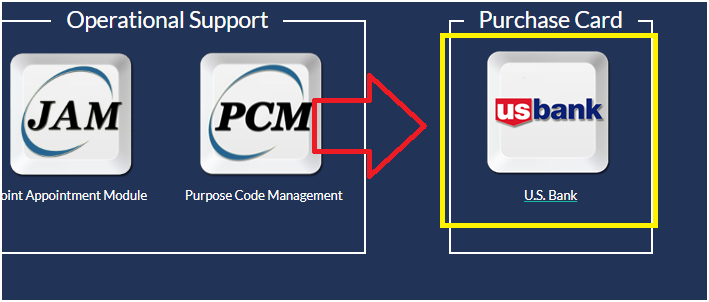 Operational Support
Purchase Card
JAM
PCM
usbank
oint Appointment Module
Purpose Code Management
U.S. Bank